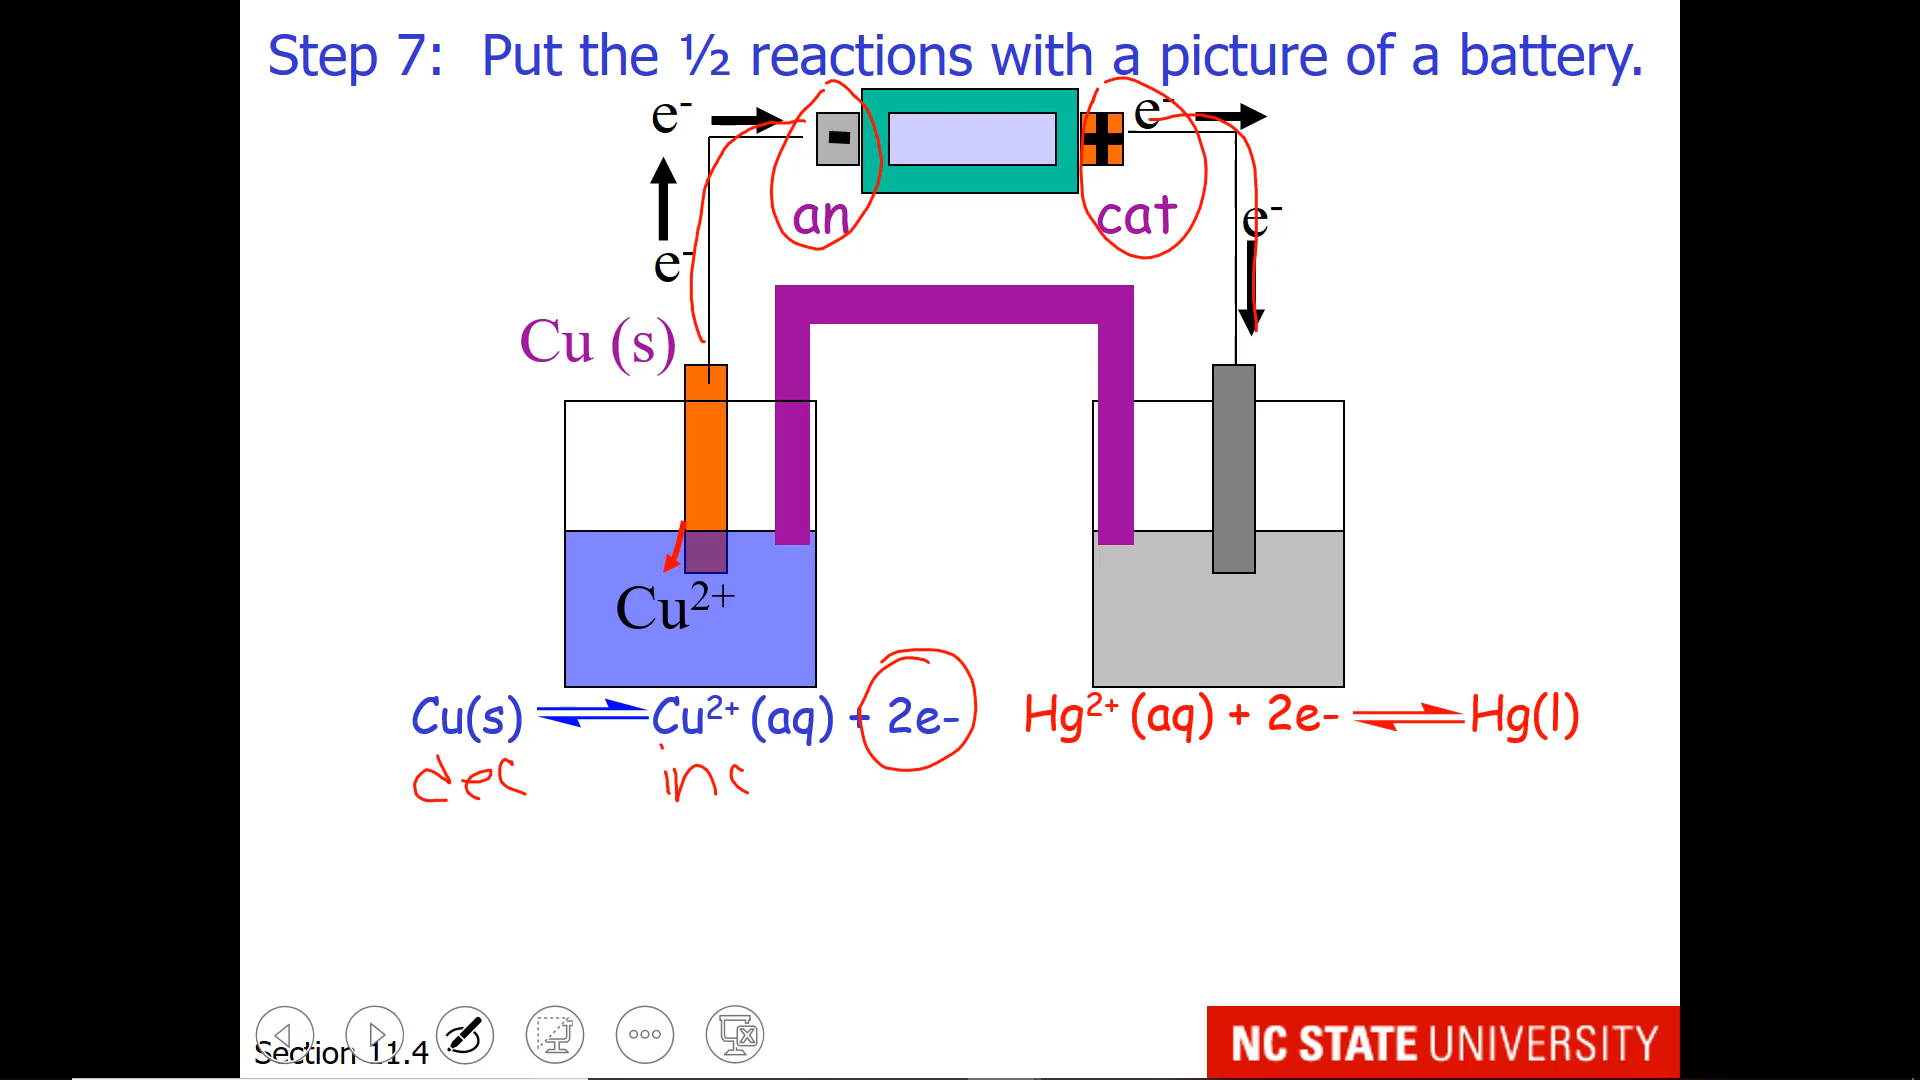 Step 7: Put the ½ reactions with a picture of a battery.
e⁻ - + e⁻
an cat
e⁻ e⁻
Cu (s)
Cu²⁺
Cu(s) ⇌ Cu²⁺ (aq) + 2e- Hg²⁺ (aq) + 2e- ⇌ Hg(l)
dec inc
Section 11.4
NC STATE UNIVERSITY